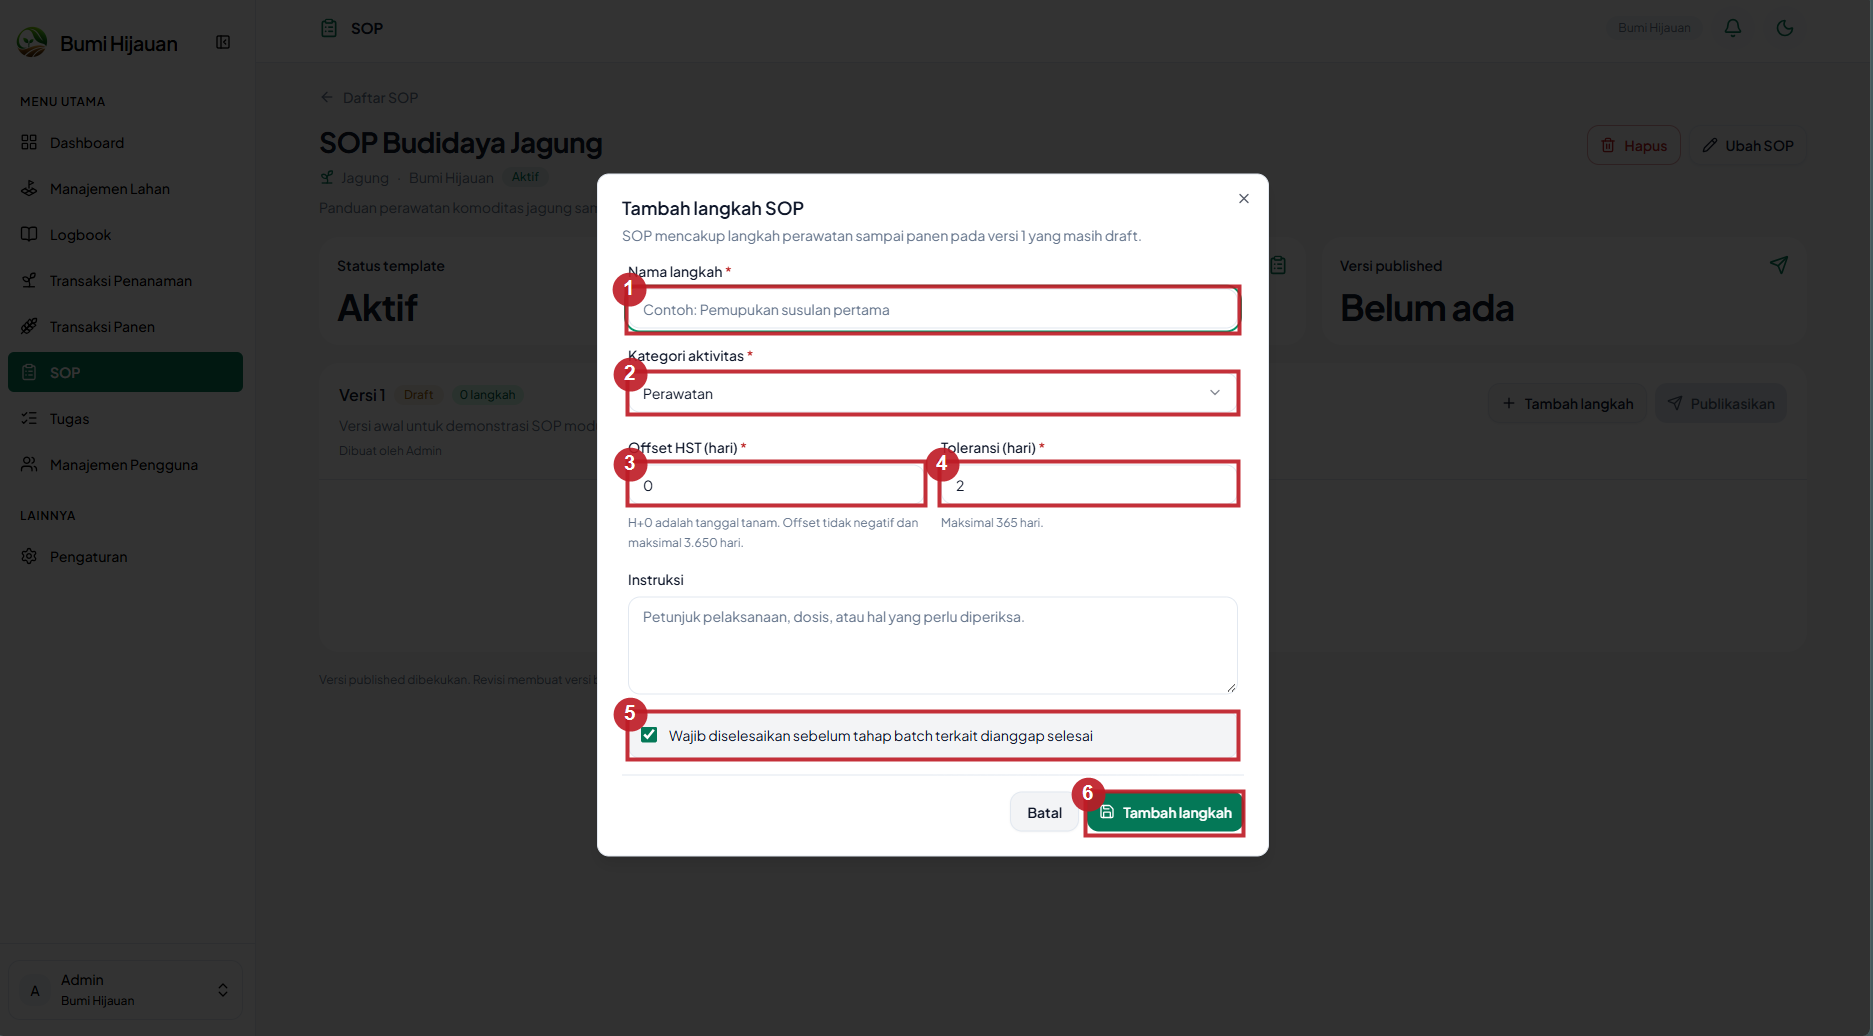 Bumi Hijauan
MENU UTAMA
Dashboard
Manajemen Lahan
Logbook
Transaksi Penanaman
Transaksi Panen
SOP
Tugas
Manajemen Pengguna
LAINNYA
Pengaturan
A
Admin
Bumi Hijauan
SOP
Bumi Hijauan
Daftar SOP
SOP Budidaya Jagung
Hapus
Ubah SOP
Jagung · Bumi Hijauan Aktif
Panduan perawatan komoditas jagung
Status template
Aktif
Versi published
Belum ada
Versi 1 Draft 0 langkah
Tambah langkah
Publikasikan
Versi awal untuk demonstrasi SOP
Dibuat oleh Admin
Versi published dibekukan. Revisi membuat versi
Tambah langkah SOP
SOP mencakup langkah perawatan sampai panen pada versi 1 yang masih draft.
Nama langkah *
1
Contoh: Pemupukan susulan pertama
Kategori aktivitas *
2
Perawatan
Offset HST (hari) *
3
0
H+0 adalah tanggal tanam. Offset tidak negatif dan
maksimal 3.650 hari.
Toleransi (hari) *
4
2
Maksimal 365 hari.
Instruksi
Petunjuk pelaksanaan, dosis, atau hal yang perlu diperiksa.
5
Wajib diselesaikan sebelum tahap batch terkait dianggap selesai
Batal
6
Tambah langkah